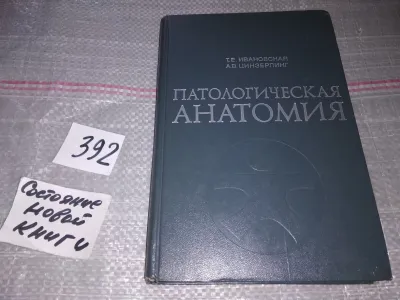 Т.Е. ИВАНОВСКАЯ
А.В. ЦИНЗЕРЛИНГ
ПАТОЛОГИЧЕСКАЯ
АНАТОМИЯ
392
Состояние
новой
книги